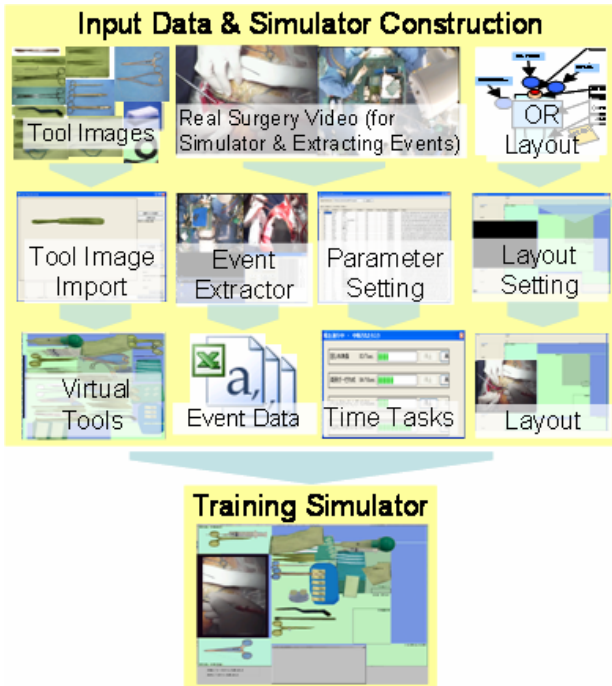 Input Data & Simulator Construction
Tool Images
Real Surgery Video (for
Simulator & Extracting Events)
OR
Layout
Tool Image
Import
Event
Extractor
Parameter
Setting
Layout
Setting
Virtual
Tools
a,
Event Data
Time Tasks
Layout
Training Simulator